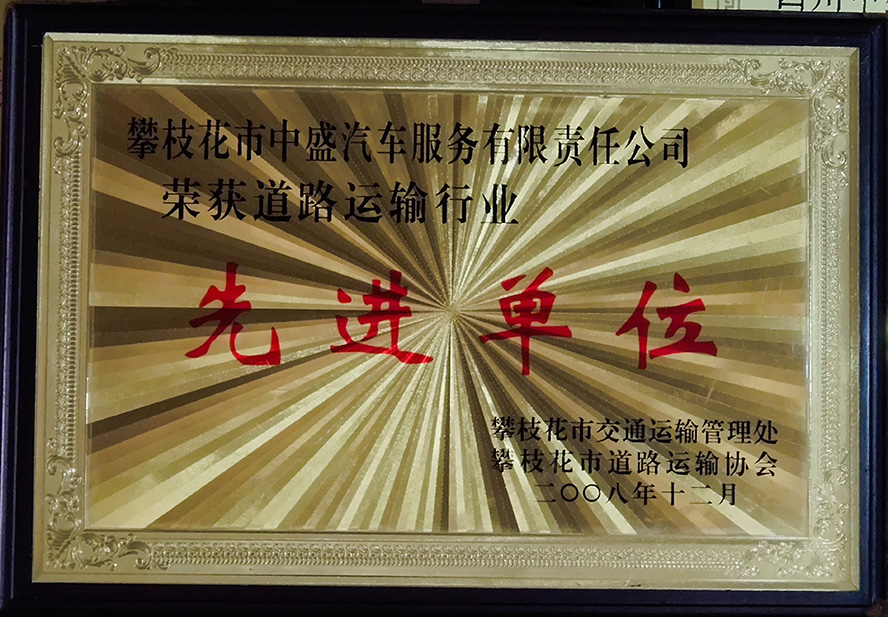 攀枝花市中盛汽车服务有限责任公司
荣获道路运输行业
先进单位
攀枝花市交通运输管理处
攀枝花市道路运输协会
二〇〇八年十二月